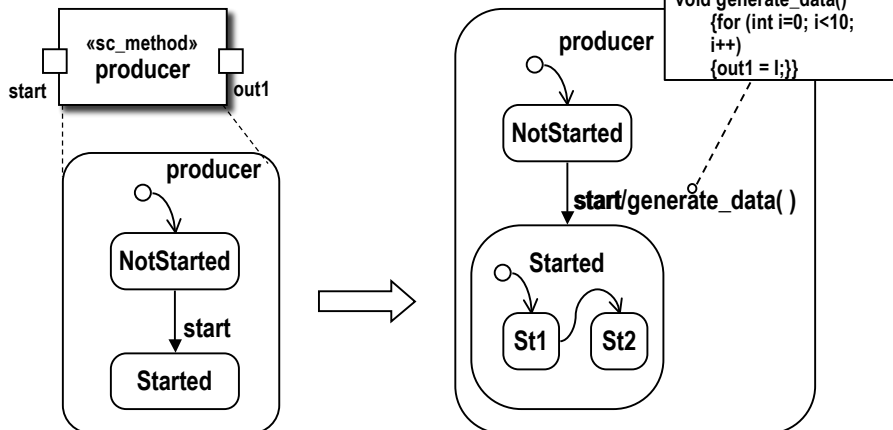 «sc_method»
producer
start
out1
producer
NotStarted
start
Started
producer
NotStarted
start/generate_data( )
Started
St1
St2
void generate_data()
{for (int i=0; i<10;
i++)
{out1 = I;}}